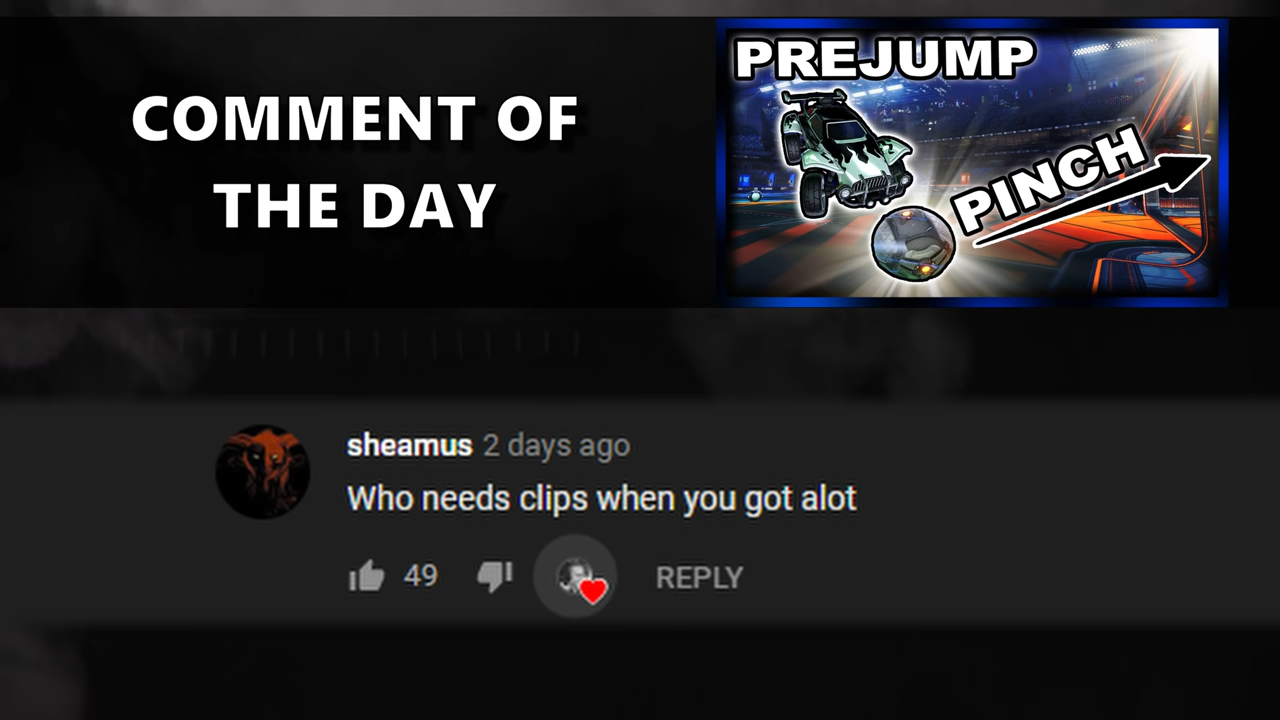 COMMENT OF
THE DAY
PREJUMP
PINCH
sheamus 2 days ago
Who needs clips when you got alot
49
REPLY